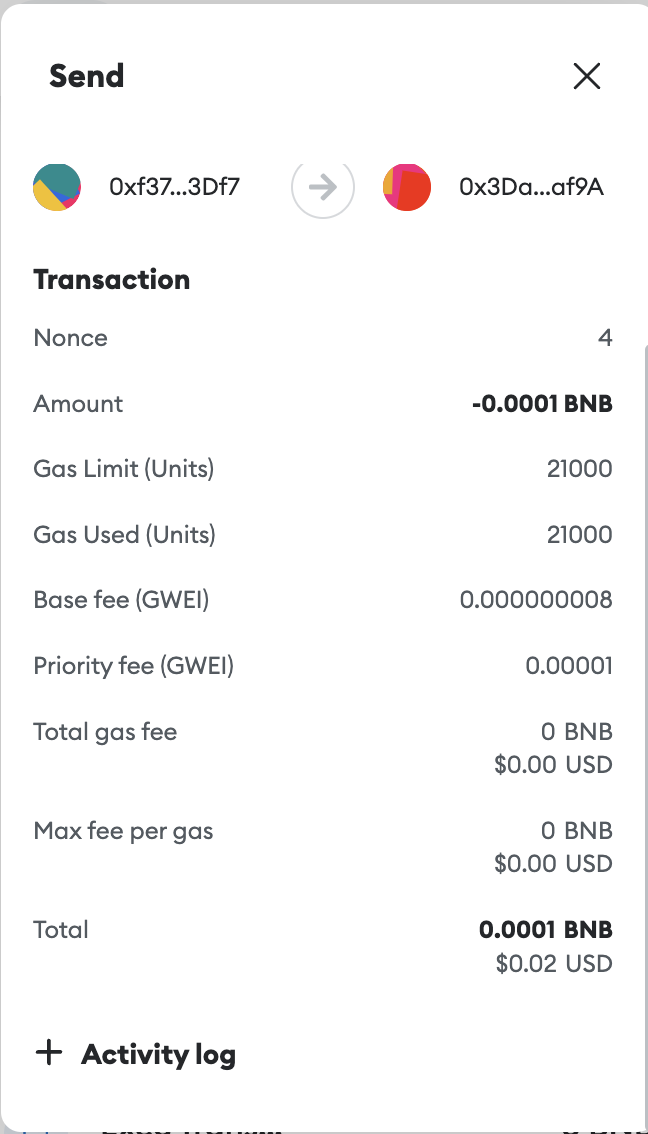 Send
0xf37...3Df7 0x3Da...af9A
Transaction
Nonce 4
Amount -0.0001 BNB
Gas Limit (Units) 21000
Gas Used (Units) 21000
Base fee (GWEI) 0.000000008
Priority fee (GWEI) 0.00001
Total gas fee 0 BNB
$0.00 USD
Max fee per gas 0 BNB
$0.00 USD
Total 0.0001 BNB
$0.02 USD
+ Activity log